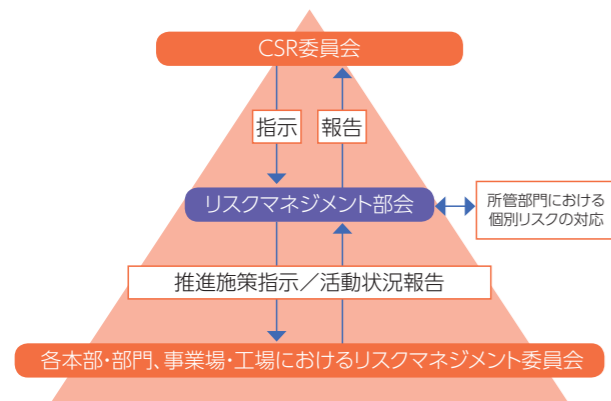 CSR委員会
指示
報告
リスクマネジメント部会
所管部門における
個別リスクの対応
推進施策指示／活動状況報告
各本部・部門、事業場・工場におけるリスクマネジメント委員会